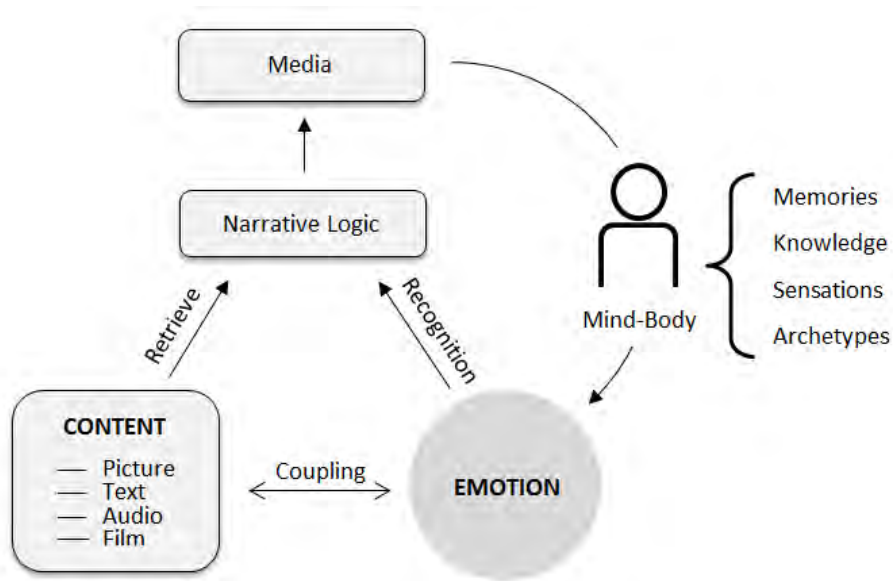 Media
Narrative Logic
Memories
Knowledge
Sensations
Archetypes
Mind-Body
Retrieve
Recognition
CONTENT
— Picture
— Text
— Audio
— Film
Coupling
EMOTION